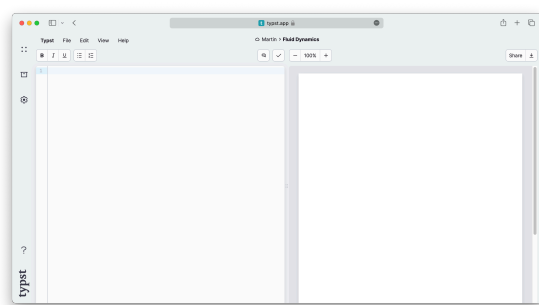 typst.app
Typst File Edit View Help
Martin > Fluid Dynamics
B I U
100%
Share
1
?
typst